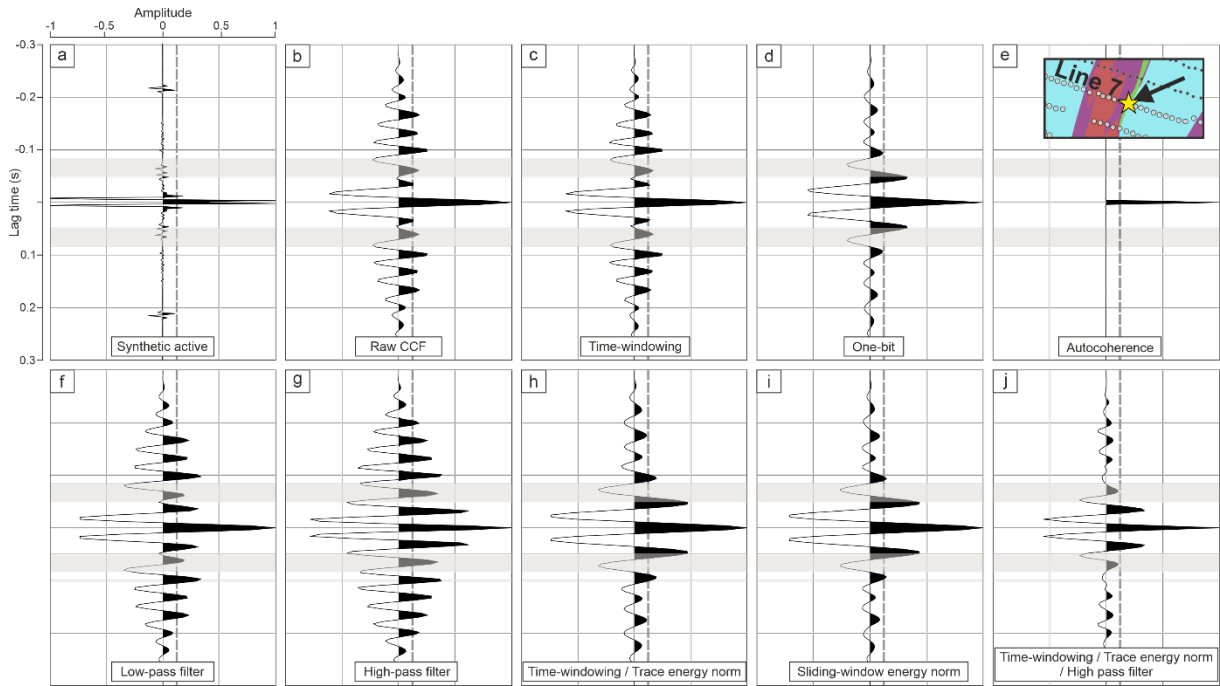 Amplitude
-1 -0.5 0 0.5 1
a b c d e
Line 7
-0.3
-0.2
-0.1
Lag time (s)
0.1
0.2
0.3
Synthetic active
Raw CCF
Time-windowing
One-bit
Autocoherence
f g h i j
Low-pass filter
High-pass filter
Time-windowing / Trace energy norm
Sliding-window energy norm
Time-windowing / Trace energy norm
/ High pass filter